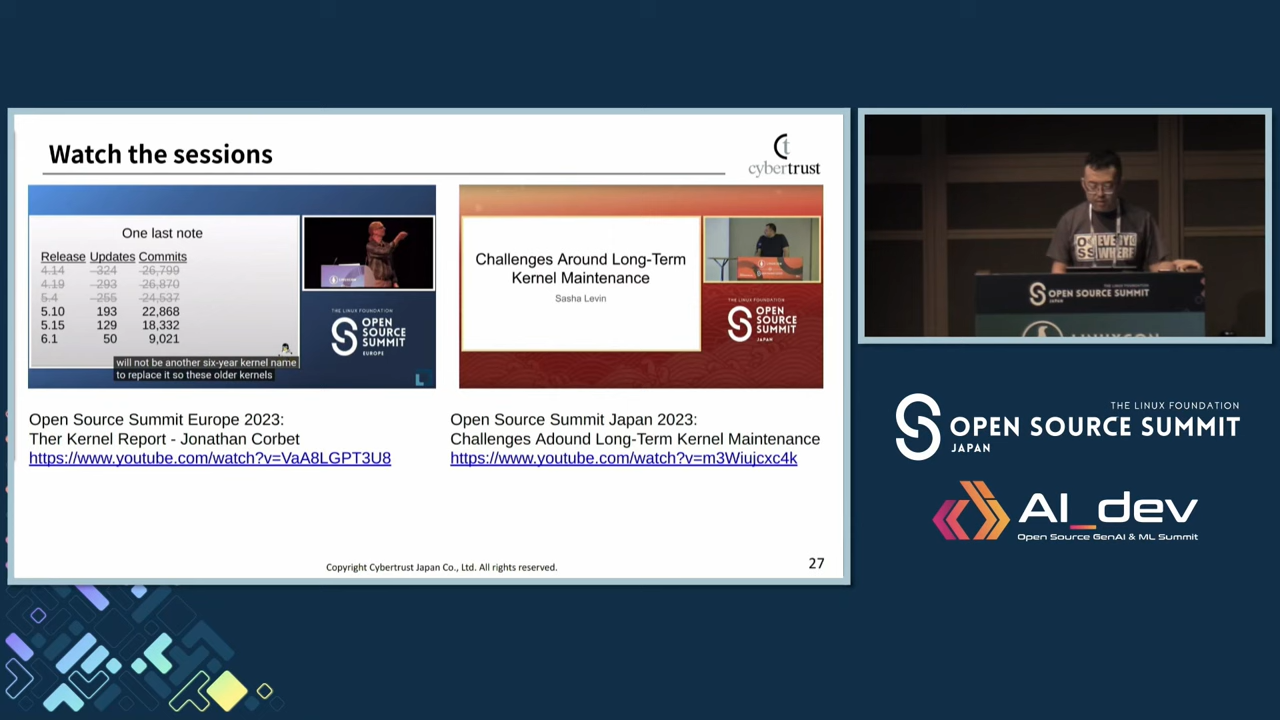 Watch the sessions
cybertrust
One last note
Release Updates Commits
4.14 324 26,799
4.19 293 26,870
5.4 255 24,537
5.10 193 22,868
5.15 129 18,332
6.1 50 9,021
will not be another six-year kernel name
to replace it so these older kernels
THE LINUX FOUNDATION
OPEN
SOURCE
SUMMIT
EUROPE
Challenges Around Long-Term
Kernel Maintenance
Sasha Levin
THE LINUX FOUNDATION
OPEN
SOURCE
SUMMIT
JAPAN
Open Source Summit Europe 2023:
Ther Kernel Report - Jonathan Corbet
https://www.youtube.com/watch?v=VaA8LGPT3U8
Open Source Summit Japan 2023:
Challenges Adound Long-Term Kernel Maintenance
https://www.youtube.com/watch?v=m3Wiujcxc4k
Copyright Cybertrust Japan Co., Ltd. All rights reserved.
27
THE LINUX FOUNDATION
OPEN SOURCE SUMMIT
THE LINUX FOUNDATION
OPEN SOURCE SUMMIT
JAPAN
AI_dev
Open Source GenAI & ML Summit